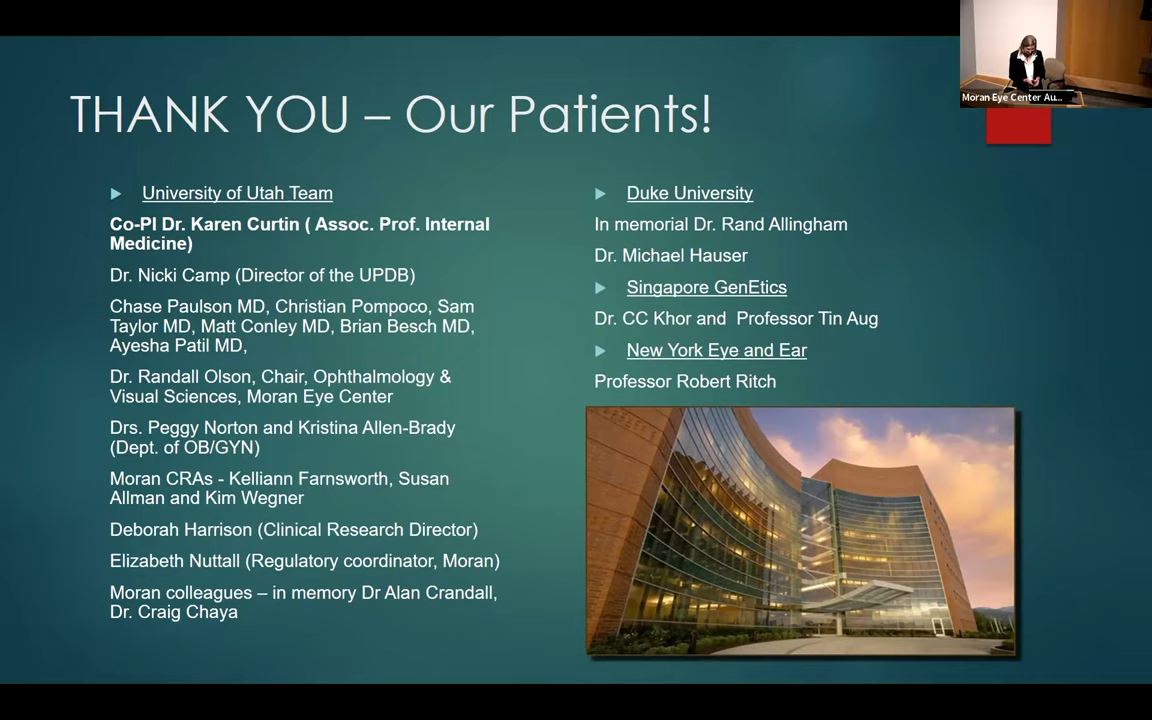 THANK YOU – Our Patients!
University of Utah Team
Co-PI Dr. Karen Curtin ( Assoc. Prof. Internal
Medicine)
Dr. Nicki Camp (Director of the UPDB)
Chase Paulson MD, Christian Pompoco, Sam
Taylor MD, Matt Conley MD, Brian Besch MD,
Ayesha Patil MD,
Dr. Randall Olson, Chair, Ophthalmology &
Visual Sciences, Moran Eye Center
Drs. Peggy Norton and Kristina Allen-Brady
(Dept. of OB/GYN)
Moran CRAs - Kelliann Farnsworth, Susan
Allman and Kim Wegner
Deborah Harrison (Clinical Research Director)
Elizabeth Nuttall (Regulatory coordinator, Moran)
Moran colleagues – in memory Dr Alan Crandall,
Dr. Craig Chaya
Duke University
In memorial Dr. Rand Allingham
Dr. Michael Hauser
Singapore GenEtics
Dr. CC Khor and  Professor Tin Aug
New York Eye and Ear
Professor Robert Ritch
Moran Eye Center Au...